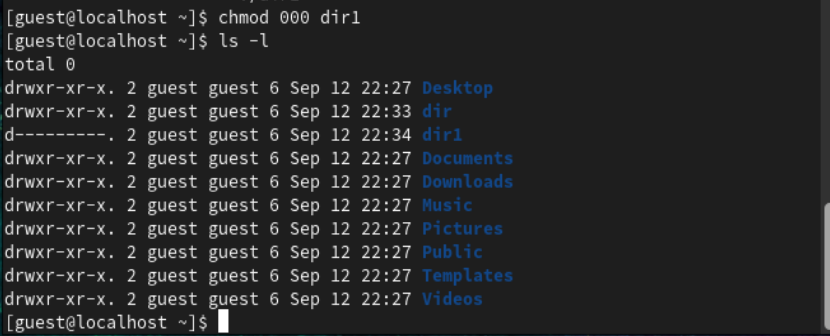 [guest@localhost ~]$ chmod 000 dir1
[guest@localhost ~]$ ls -l
total 0
drwxr-xr-x. 2 guest guest 6 Sep 12 22:27 Desktop
drwxr-xr-x. 2 guest guest 6 Sep 12 22:33 dir
d---------. 2 guest guest 6 Sep 12 22:34 dir1
drwxr-xr-x. 2 guest guest 6 Sep 12 22:27 Documents
drwxr-xr-x. 2 guest guest 6 Sep 12 22:27 Downloads
drwxr-xr-x. 2 guest guest 6 Sep 12 22:27 Music
drwxr-xr-x. 2 guest guest 6 Sep 12 22:27 Pictures
drwxr-xr-x. 2 guest guest 6 Sep 12 22:27 Public
drwxr-xr-x. 2 guest guest 6 Sep 12 22:27 Templates
drwxr-xr-x. 2 guest guest 6 Sep 12 22:27 Videos
[guest@localhost ~]$